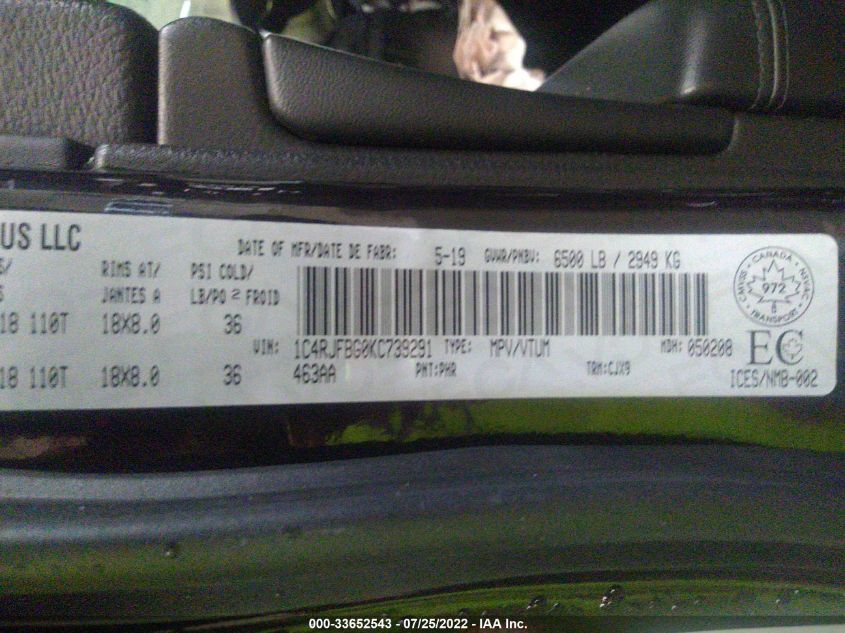 US LLC
DATE OF MFR/DATE DE FABR: 5-19 GVWR/PNBV: 6500 LB / 2949 KG
S/ RIMS AT/ PSI COLD/
S JANTES A LB/PO 2 FROID
18 110T 18X8.0 36
VIN: 1C4RJFBG0KC739291 TYPE: MPV/VTUM MDH: 050208
18 110T 18X8.0 36 463AA PNT:PHR TRM:CJX9
CANADA
CMVSS NSVAC
972
TRANSPORT
EC
ICES/NMB-002
000-33652543 - 07/25/2022 - IAA Inc.